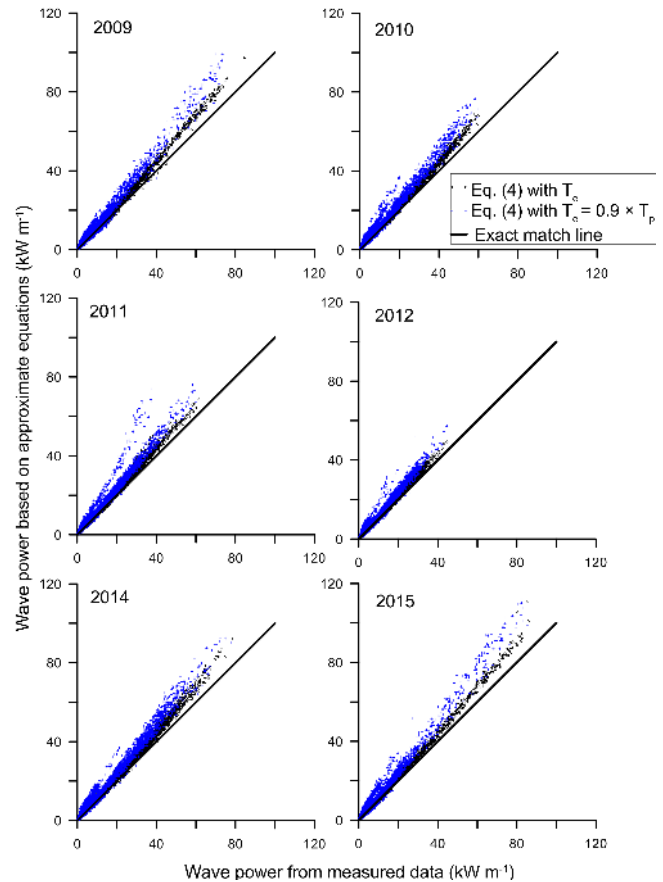 Wave power based on approximate equations (kW m⁻¹)
2009
120
80
40
0
0 40 80 120
2010
120
80
40
0
0 40 80 120
Eq. (4) with Tₑ
Eq. (4) with Tₑ = 0.9 × Tₚ
Exact match line
2011
120
80
40
0
0 40 80 120
2012
120
80
40
0
0 40 80 120
2014
120
80
40
0
0 40 80 120
2015
120
80
40
0
0 40 80 120
Wave power from measured data (kW m⁻¹)